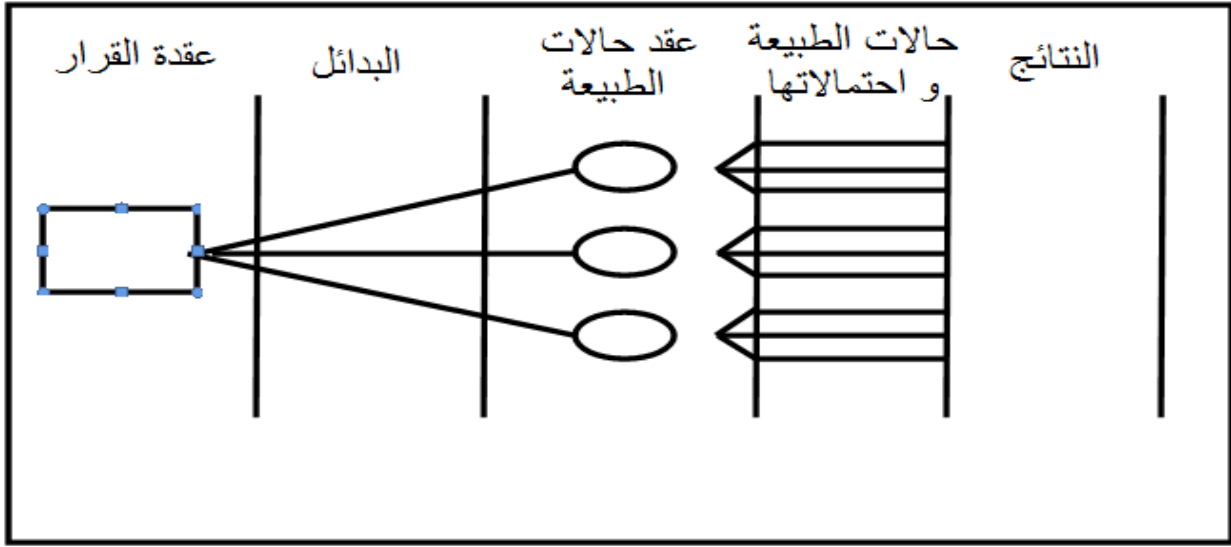 عقدة القرار
البدائل
عقد حالات
الطبيعة
حالات الطبيعة
و احتمالاتها
النتائج